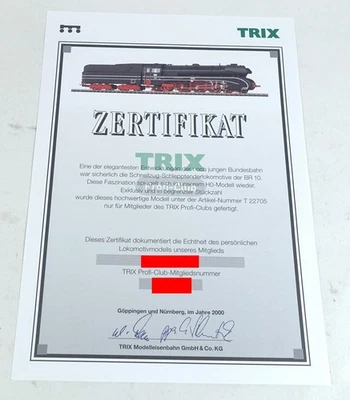 TRIX
ZERTIFIKAT
TRIX
Eine der elegantesten Entwicklungen der noch jungen Bundesbahn
war sicherlich die Schnellzug-Schlepptenderlokomotive der BR 10.
Diese Faszination spiegelt sich in unserem H0-Modell wieder.
Exklusiv und in begrenzter Stückzahl
wurde dieses hochwertige Modell unter der Artikel-Nummer T 22705
nur für Mitglieder des TRIX Profi-Clubs gefertigt.
Dieses Zertifikat dokumentiert die Echtheit des persönlichen
Lokomotivmodells unseres Mitglieds
TRIX Profi-Club-Mitgliedsnummer
Göppingen und Nürnberg, im Jahre 2000
TRIX Modelleisenbahn GmbH & Co. KG